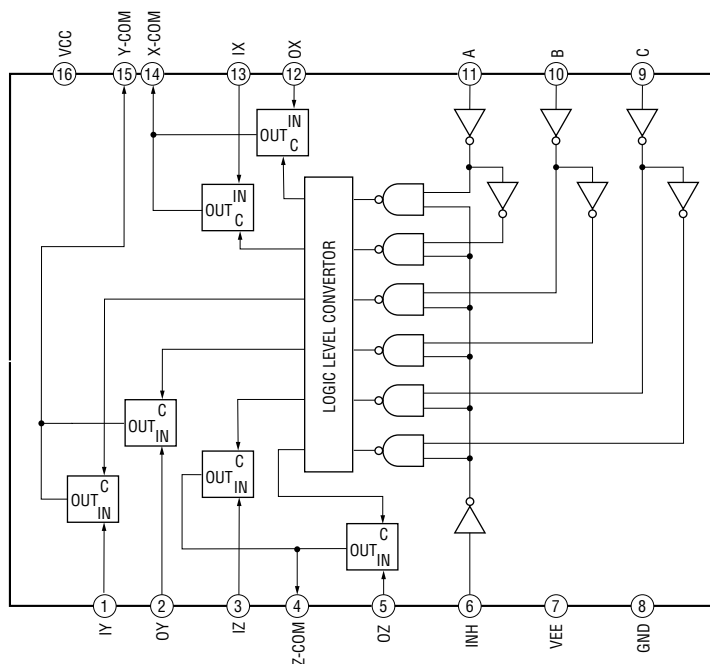 VCC
Y-COM
X-COM
IX
OX
A
B
C
16
15
14
13
12
11
10
9
IN
OUT
C
IN
OUT
C
LOGIC LEVEL CONVERTOR
C
OUT
IN
C
OUT
IN
C
OUT
IN
C
OUT
IN
1
2
3
4
5
6
7
8
IY
OY
IZ
Z-COM
OZ
INH
VEE
GND